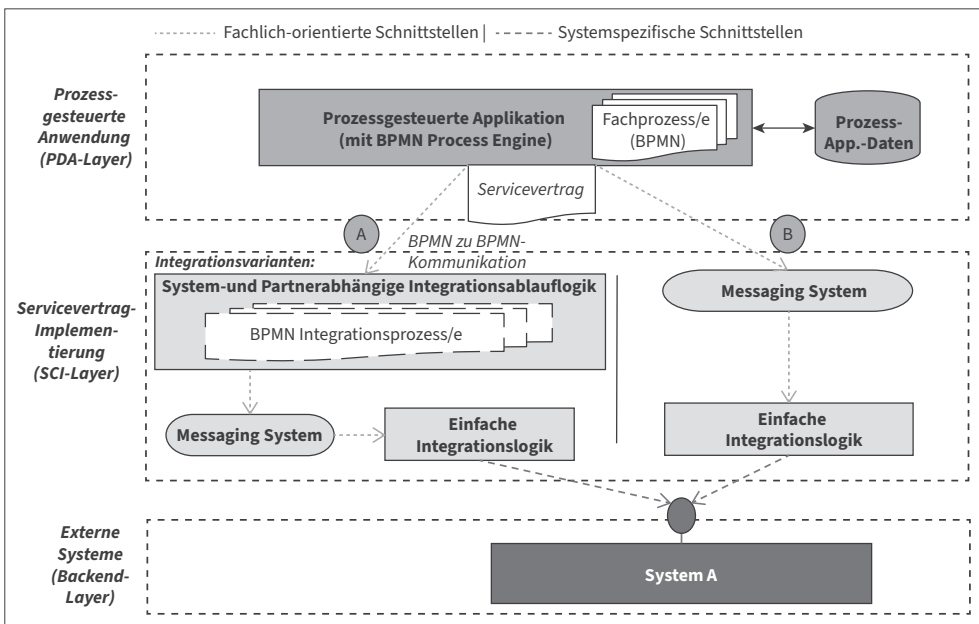 Fachlich-orientierte Schnittstellen | Systemspezifische Schnittstellen
Prozess-
gesteuerte
Anwendung
(PDA-Layer)
Prozessgesteuerte Applikation
(mit BPMN Process Engine)
Fachprozess/e
(BPMN)
Prozess-
App.-Daten
Servicevertrag
A
B
BPMN zu BPMN-
Kommunikation
Integrationsvarianten:
Servicevertrag-
Implemen-
tierung
(SCI-Layer)
System-und Partnerabhängige Integrationsablauflogik
BPMN Integrationsprozess/e
Messaging System
Einfache
Integrationslogik
Messaging System
Einfache
Integrationslogik
Externe
Systeme
(Backend-
Layer)
System A